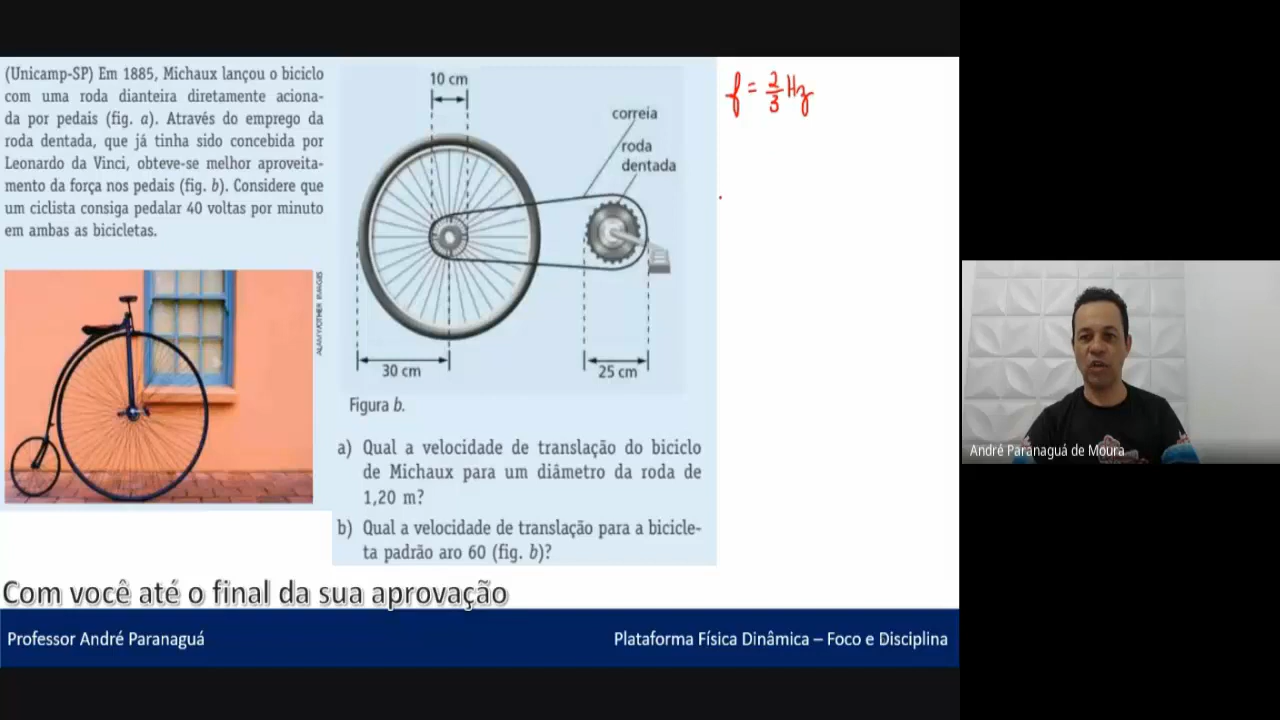 (Unicamp-SP) Em 1885, Michaux lançou o biciclo
com uma roda dianteira diretamente aciona-
da por pedais (fig. a). Através do emprego da
roda dentada, que já tinha sido concebida por
Leonardo da Vinci, obteve-se melhor aproveita-
mento da força nos pedais (fig. b). Considere que
um ciclista consiga pedalar 40 voltas por minuto
em ambas as bicicletas.
ALAMY/OTHER IMAGES
10 cm
correia
roda
dentada
30 cm
25 cm
Figura b.
a) Qual a velocidade de translação do biciclo
de Michaux para um diâmetro da roda de
1,20 m?
b) Qual a velocidade de translação para a bicicle-
ta padrão aro 60 (fig. b)?
f = 2/3 Hz
André Paranaguá de Moura
Com você até o final da sua aprovação
Professor André Paranaguá
Plataforma Física Dinâmica – Foco e Disciplina